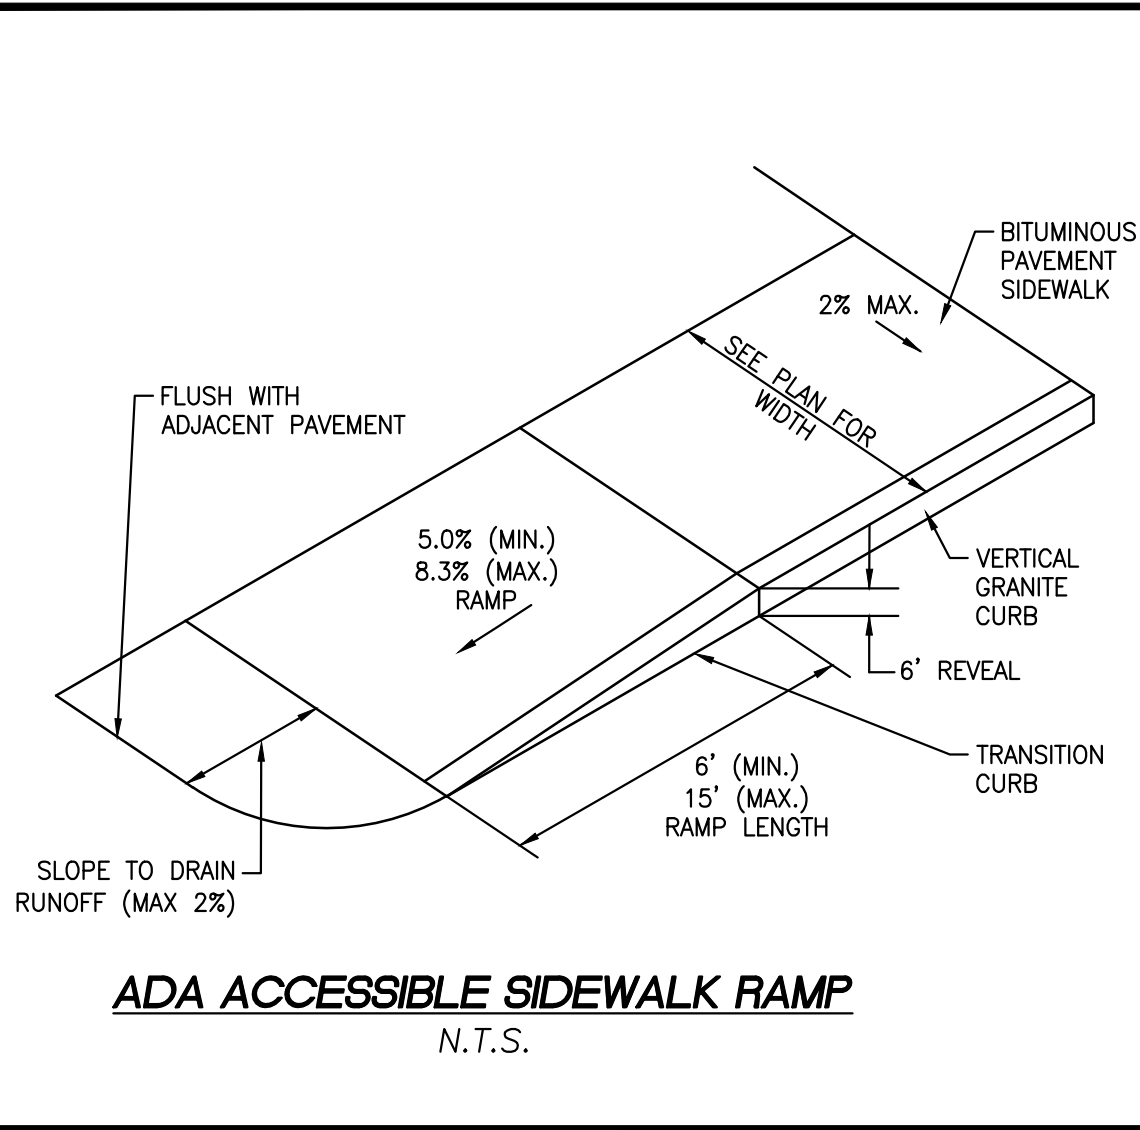 BITUMINOUS
PAVEMENT
SIDEWALK
2% MAX.
SEE PLAN FOR
WIDTH
FLUSH WITH
ADJACENT PAVEMENT
5.0% (MIN.)
8.3% (MAX.)
RAMP
VERTICAL
GRANITE
CURB
6' REVEAL
TRANSITION
CURB
6' (MIN.)
15' (MAX.)
RAMP LENGTH
SLOPE TO DRAIN
RUNOFF (MAX 2%)
ADA ACCESSIBLE SIDEWALK RAMP
N.T.S.